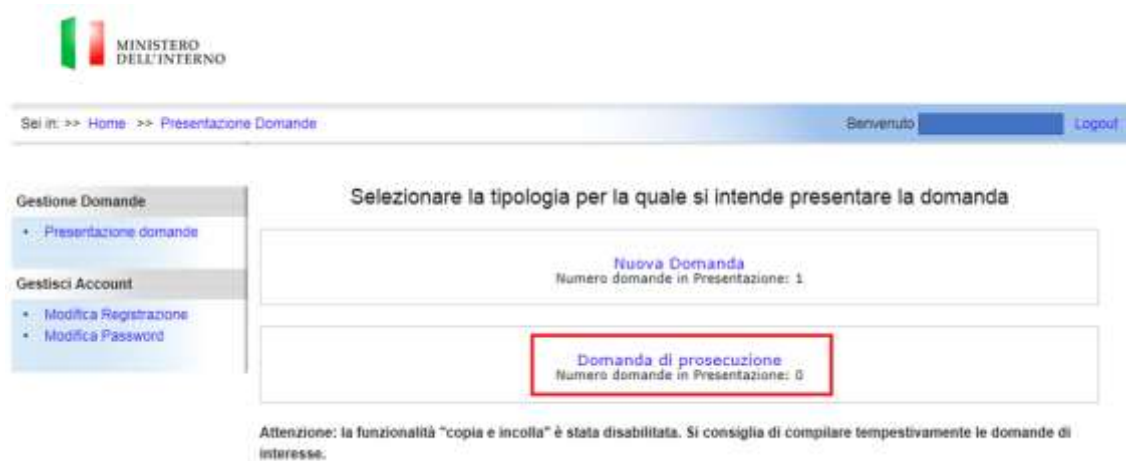 MINISTERO
DELL'INTERNO
Sei in: >> Home >> Presentazione Domande
Benvenuto
Logout
Gestione Domande
• Presentazione domande
Gestisci Account
• Modifica Registrazione
• Modifica Password
Selezionare la tipologia per la quale si intende presentare la domanda
Nuova Domanda
Numero domande in Presentazione: 1
Domanda di prosecuzione
Numero domande in Presentazione: 0
Attenzione: la funzionalità "copia e incolla" è stata disabilitata. Si consiglia di compilare tempestivamente le domande di
interesse.